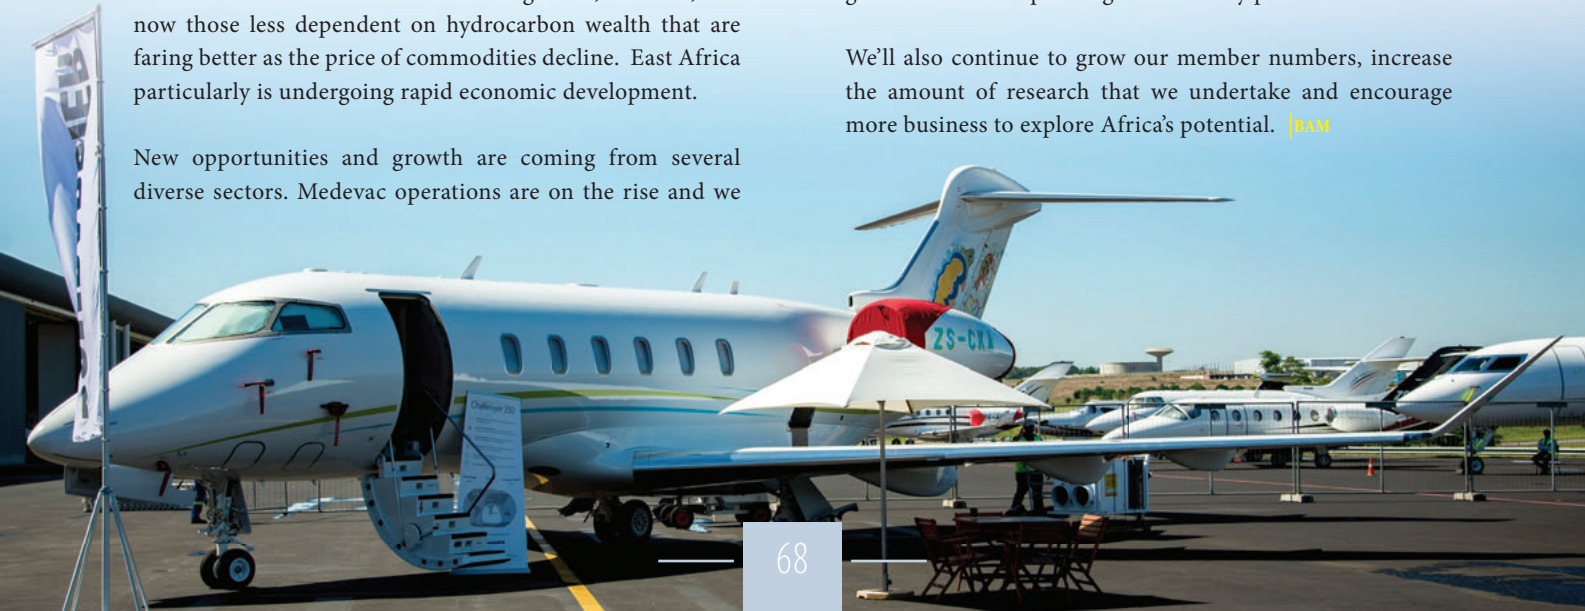 now those less dependent on hydrocarbon wealth that are
faring better as the price of commodities decline. East Africa
particularly is undergoing rapid economic development.
New opportunities and growth are coming from several
diverse sectors. Medevac operations are on the rise and we
We’ll also continue to grow our member numbers, increase
the amount of research that we undertake and encourage
more business to explore Africa’s potential. |BAM
Challenger 350
68